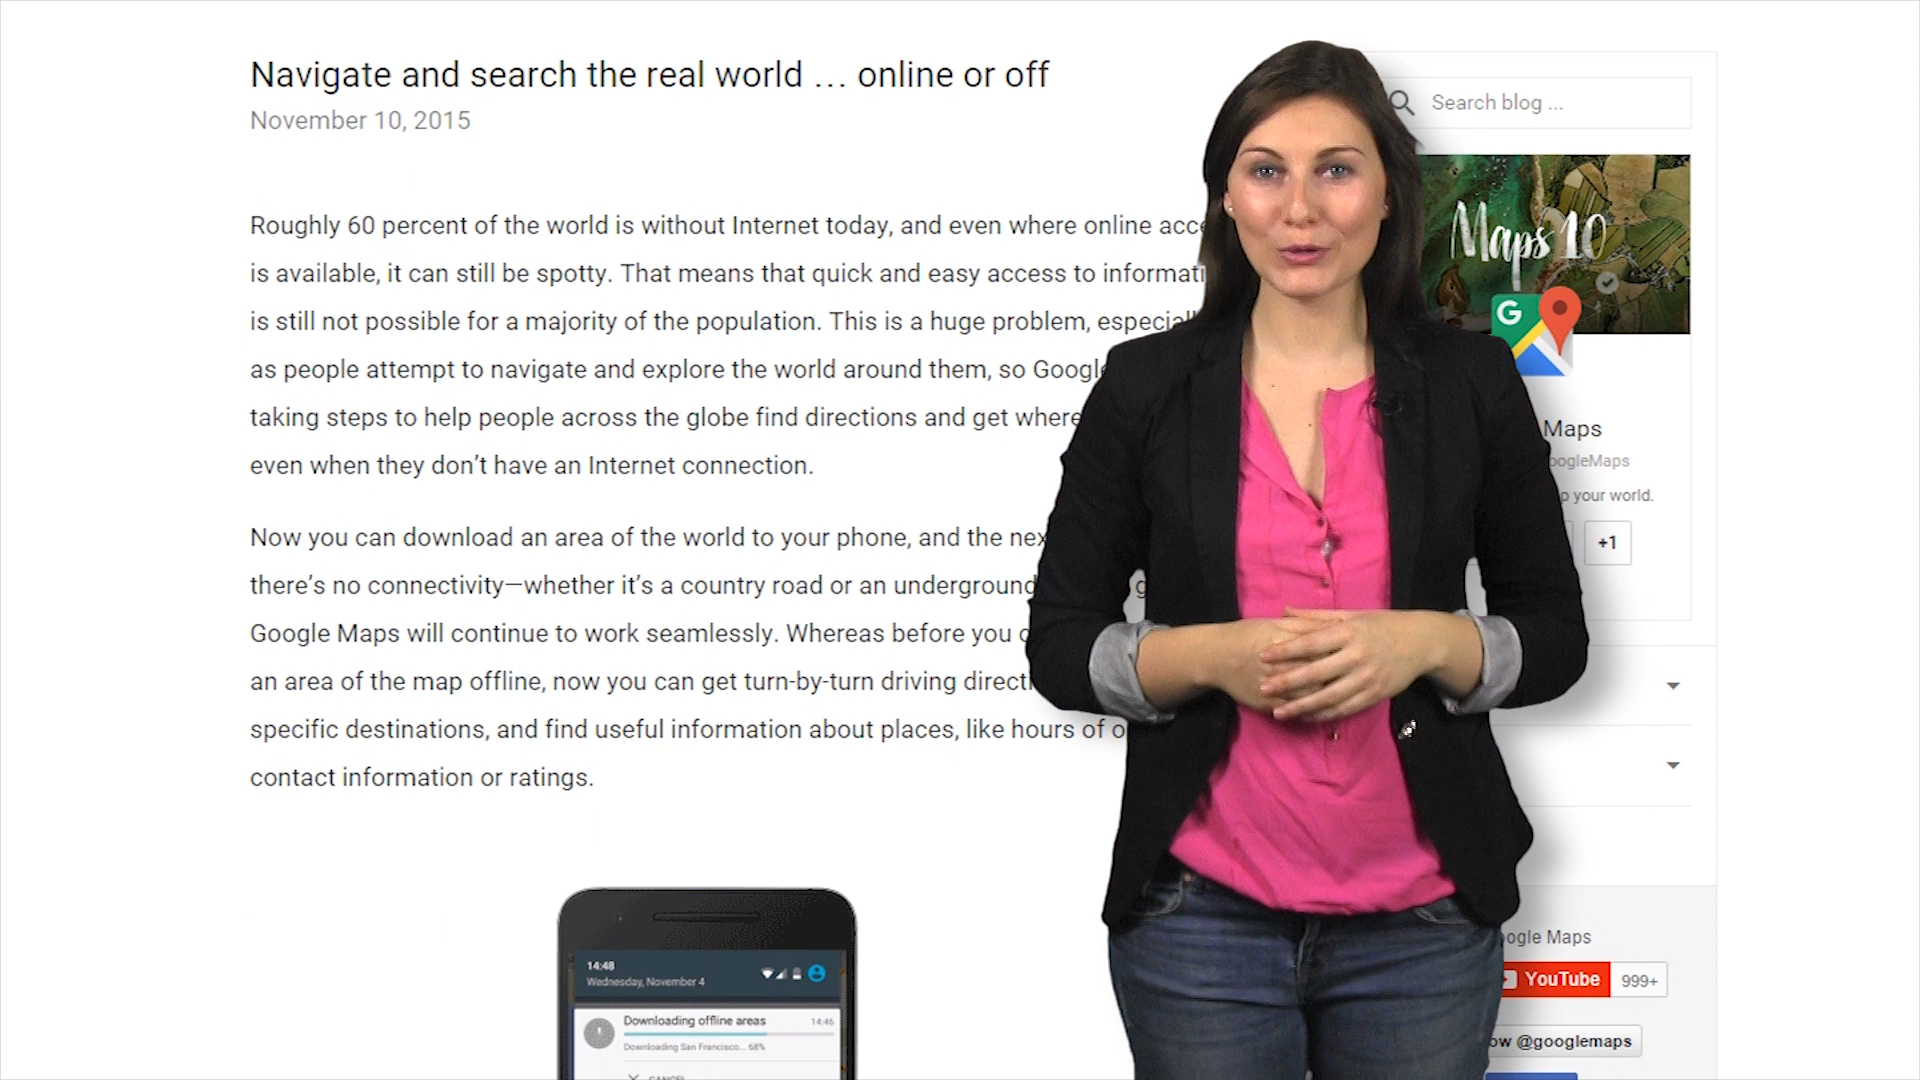 Navigate and search the real world … online or off
November 10, 2015
Roughly 60 percent of the world is without Internet today, and even where online
is available, it can still be spotty. That means that quick and easy access to
is still not possible for a majority of the population. This is a huge problem,
as people attempt to navigate and explore the world around them, so
taking steps to help people across the globe find directions and get where
even when they don’t have an Internet connection.
Now you can download an area of the world to your phone, and the
there’s no connectivity—whether it’s a country road or an underground
Google Maps will continue to work seamlessly. Whereas before you
an area of the map offline, now you can get turn-by-turn driving
specific destinations, and find useful information about places, like hours of
contact information or ratings.
14:48
Wednesday, November 4
Downloading offline areas 14:46
Downloading San Francisco... 68%
Search blog ...
Maps 10
G
Maps
your world.
+1
Maps
YouTube 999+
@googlemaps